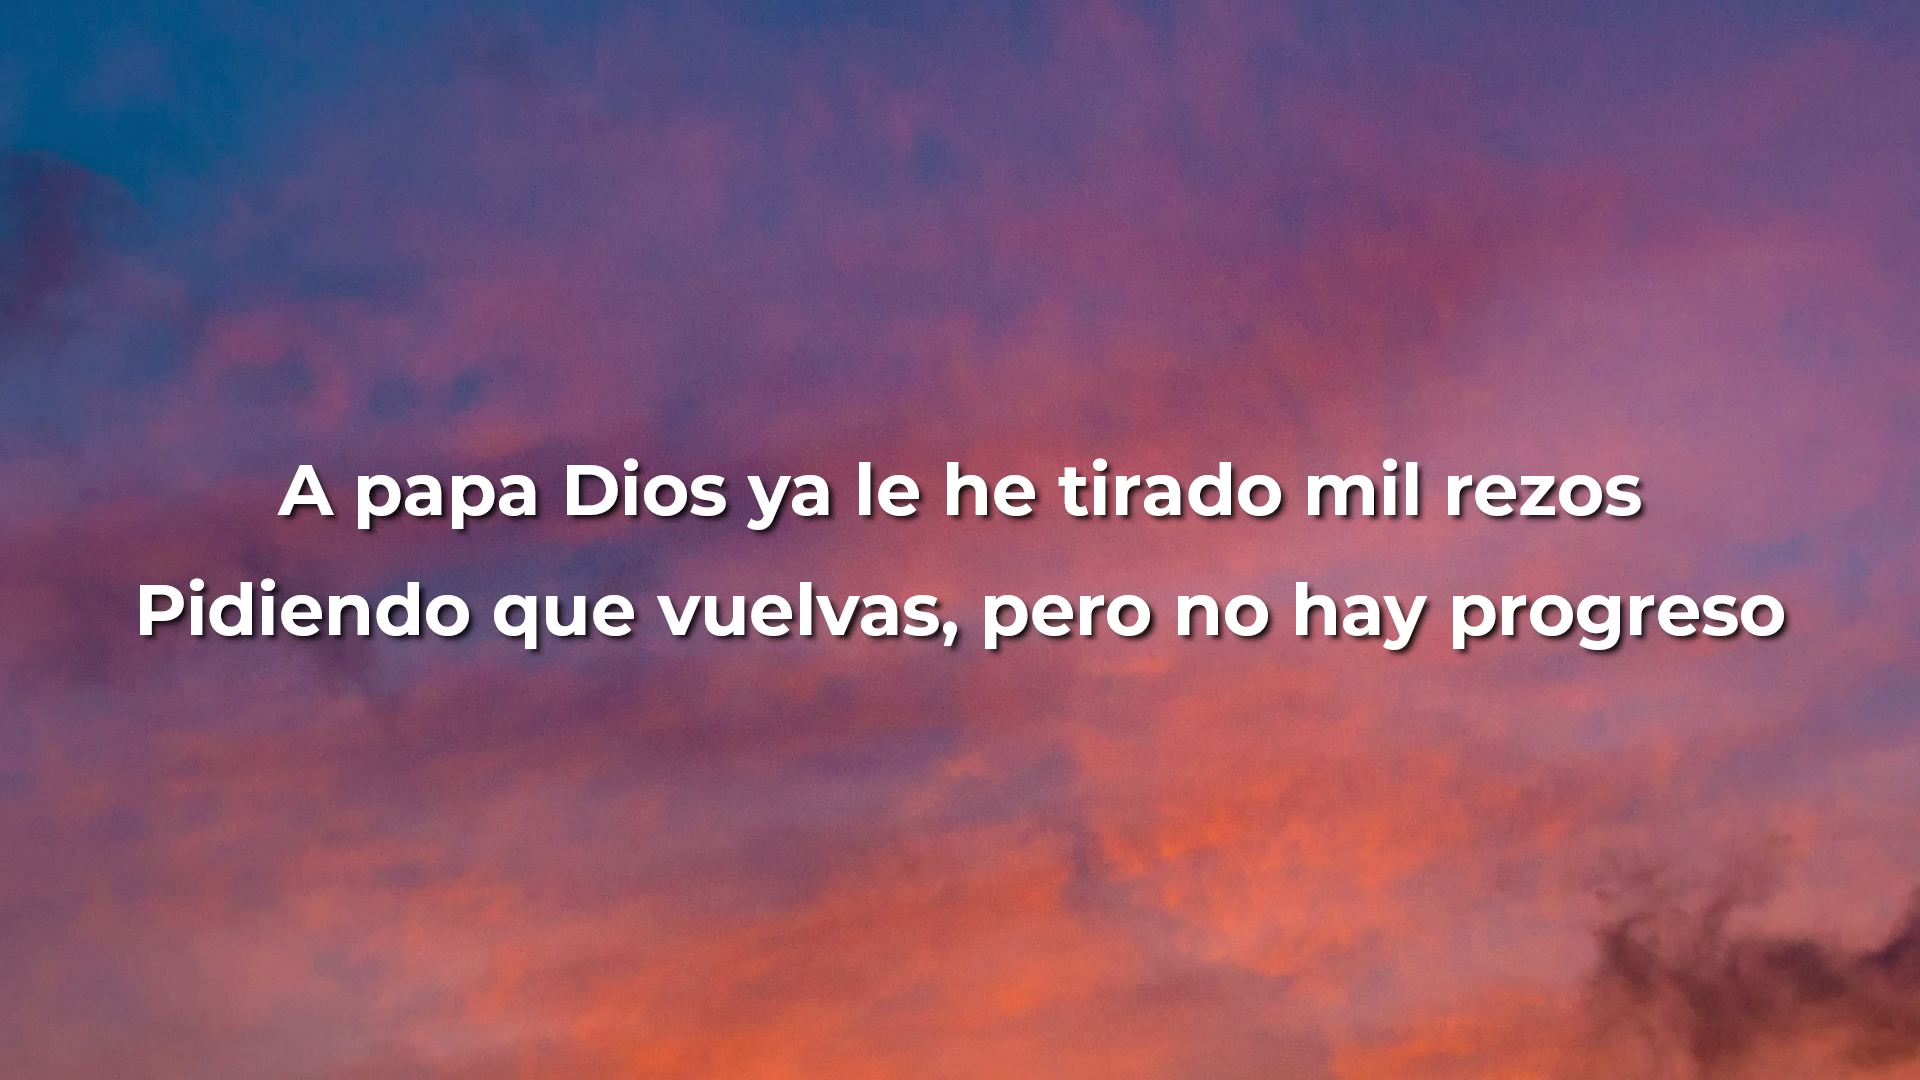 A papa Dios ya le he tirado mil rezos
Pidiendo que vuelvas, pero no hay progreso